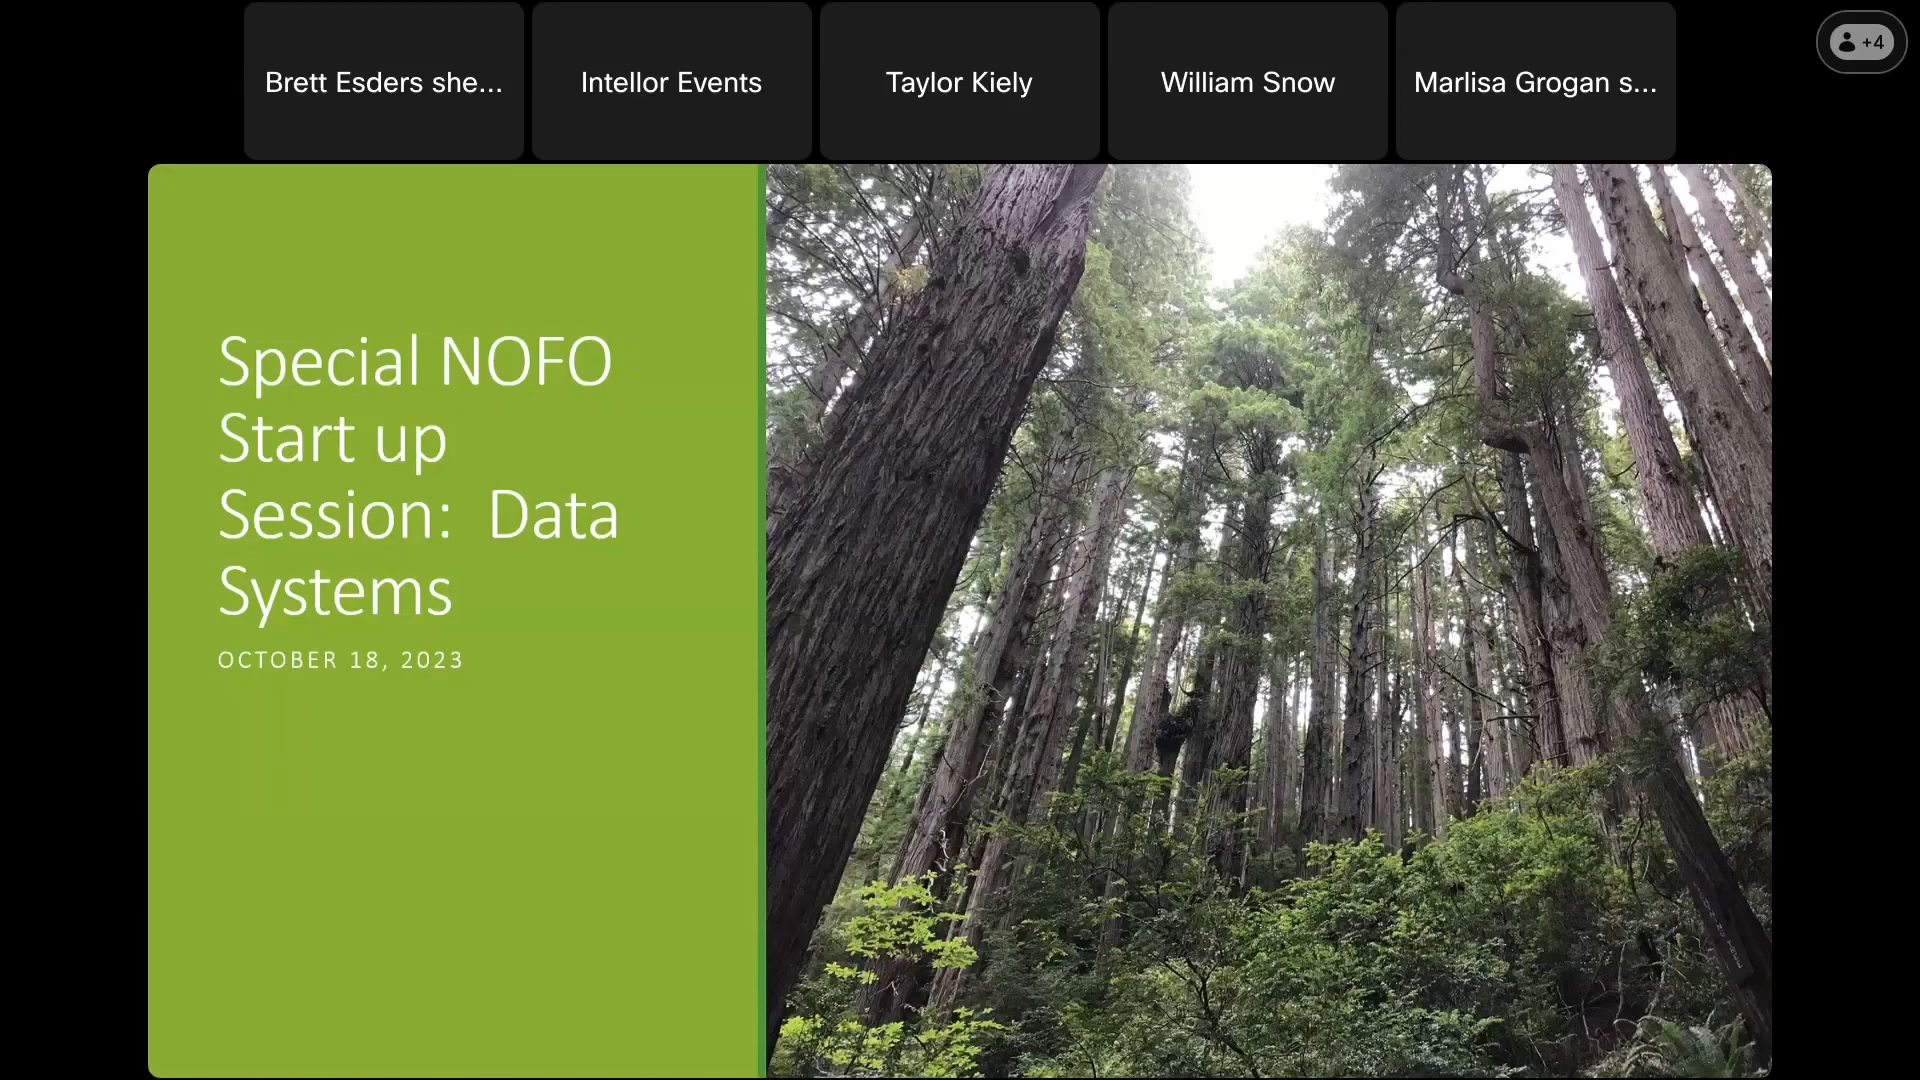 Brett Esders she...
Intellor Events
Taylor Kiely
William Snow
Marlisa Grogan s...
+4
Special NOFO
Start up
Session:  Data
Systems
OCTOBER 18, 2023